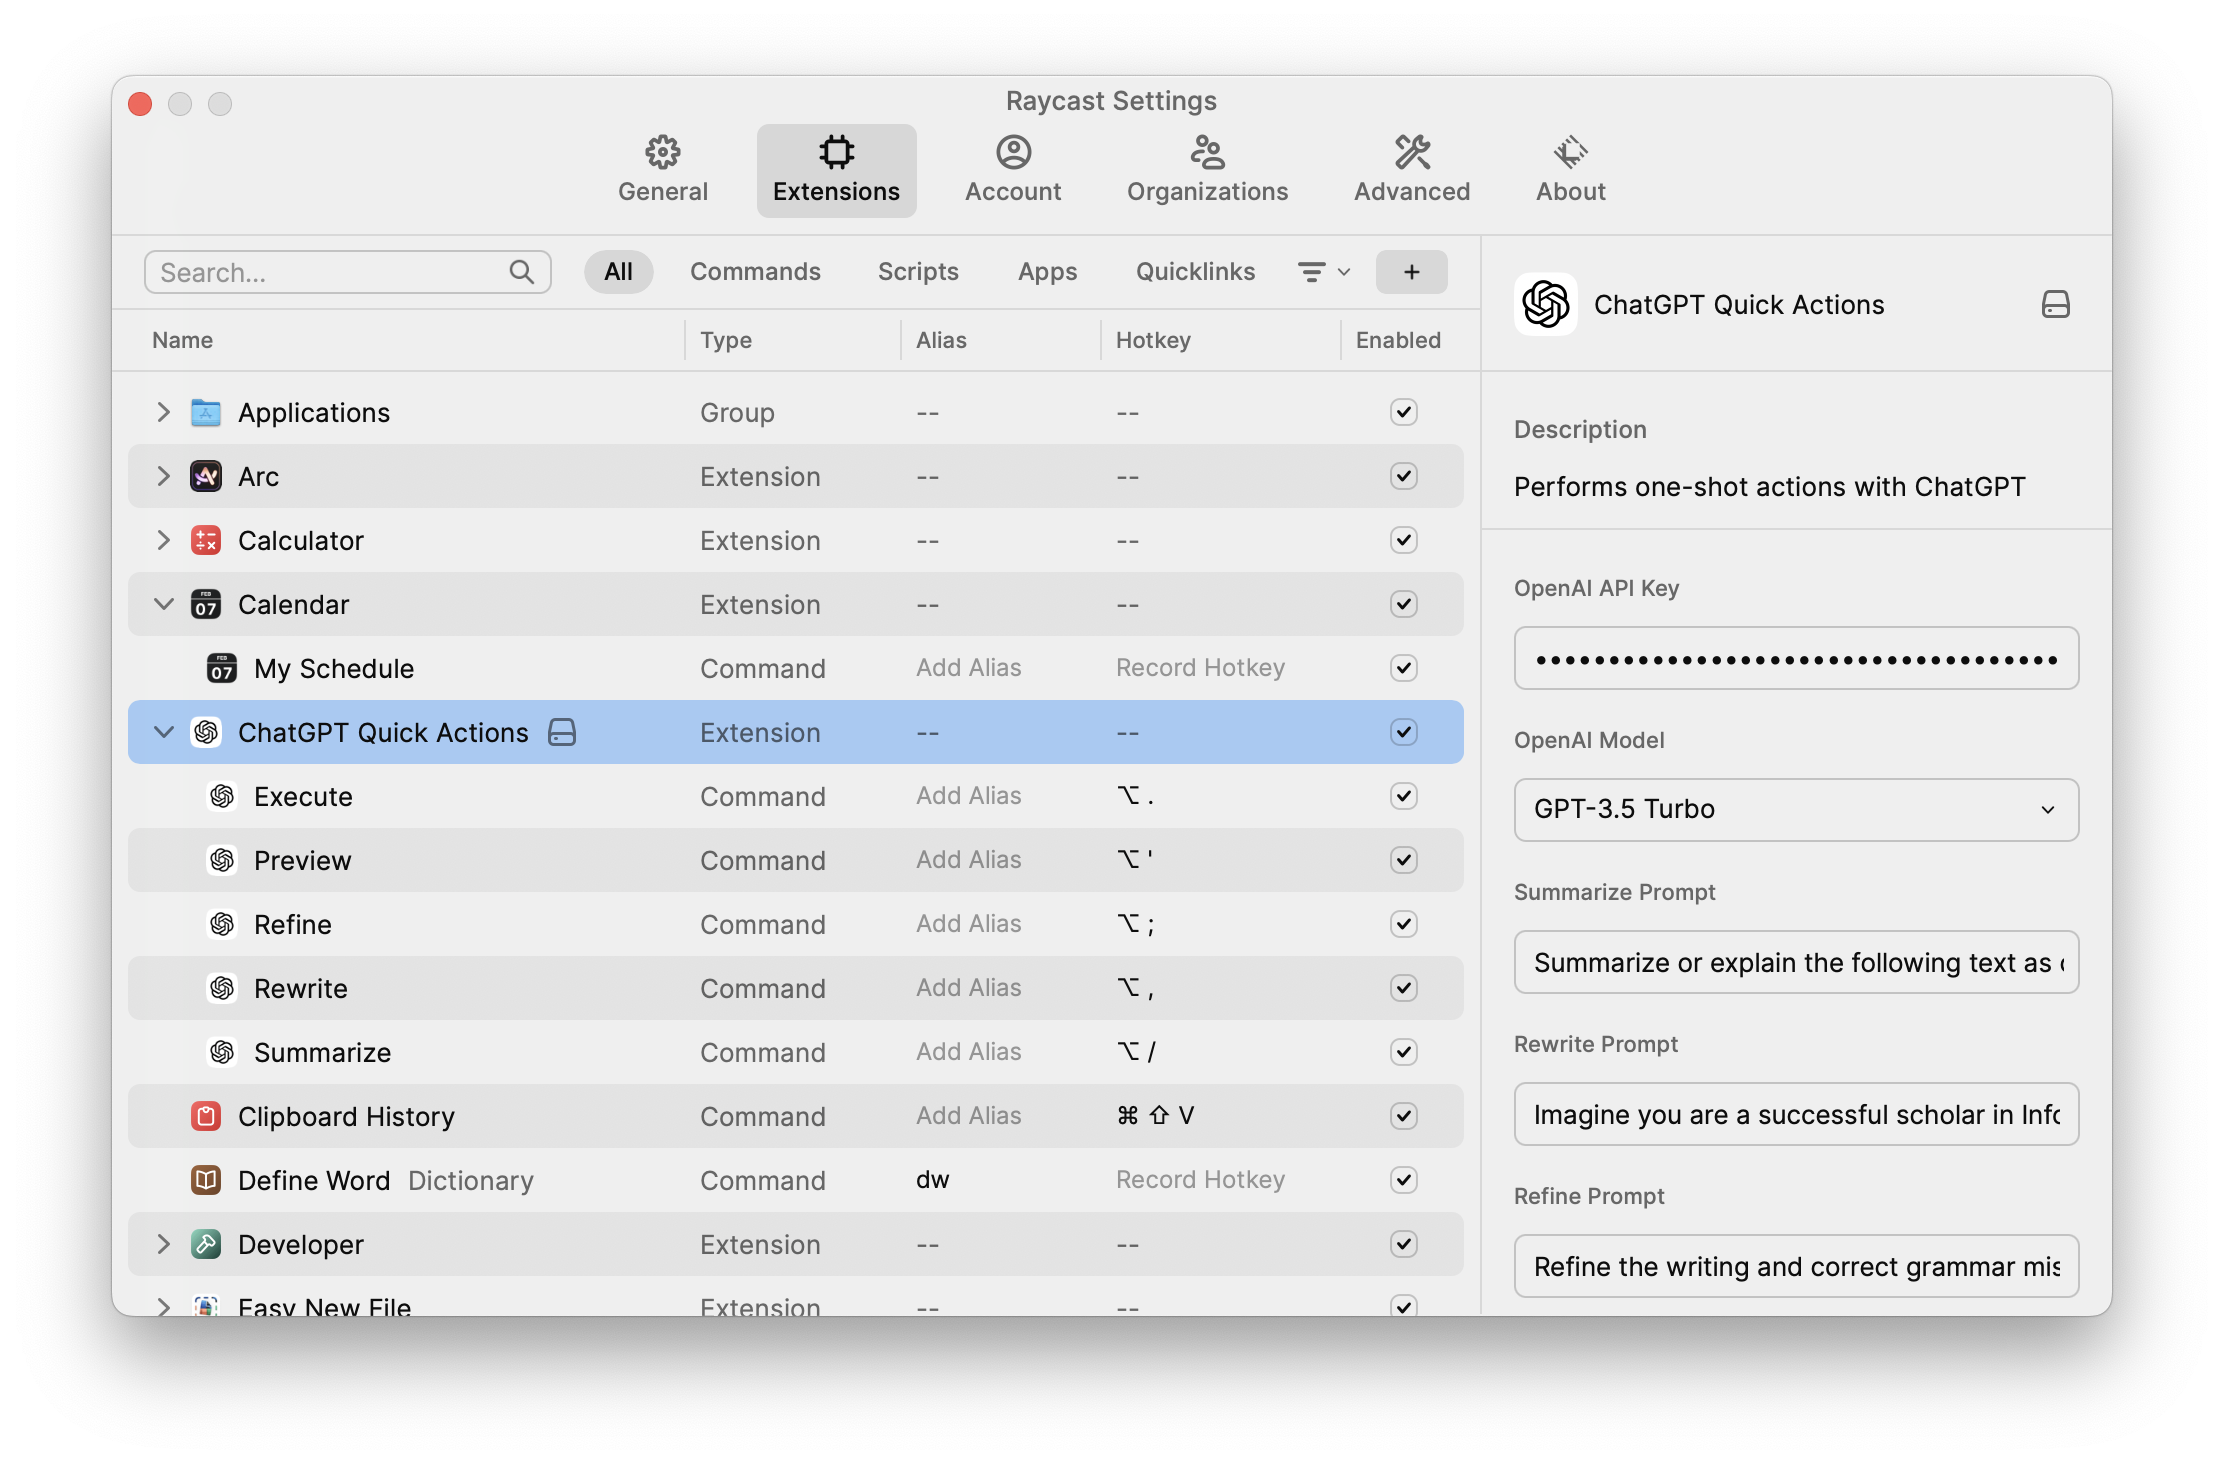 Raycast Settings
General Extensions Account Organizations Advanced About
Search... All Commands Scripts Apps Quicklinks +
Name Type Alias Hotkey Enabled
Applications Group -- --
Arc Extension -- --
Calculator Extension -- --
FEB 07 Calendar Extension -- --
FEB 07 My Schedule Command Add Alias Record Hotkey
ChatGPT Quick Actions Extension -- --
Execute Command Add Alias ⌥ .
Preview Command Add Alias ⌥ '
Refine Command Add Alias ⌥ ;
Rewrite Command Add Alias ⌥ ,
Summarize Command Add Alias ⌥ /
Clipboard History Command Add Alias ⌘ ⇧ V
Define Word Dictionary Command dw Record Hotkey
Developer Extension -- --
Easy New File Extension -- --
ChatGPT Quick Actions
Description
Performs one-shot actions with ChatGPT
OpenAI API Key
••••••••••••••••••••••••••••••••••••
OpenAI Model
GPT-3.5 Turbo
Summarize Prompt
Summarize or explain the following text as
Rewrite Prompt
Imagine you are a successful scholar in
Refine Prompt
Refine the writing and correct grammar